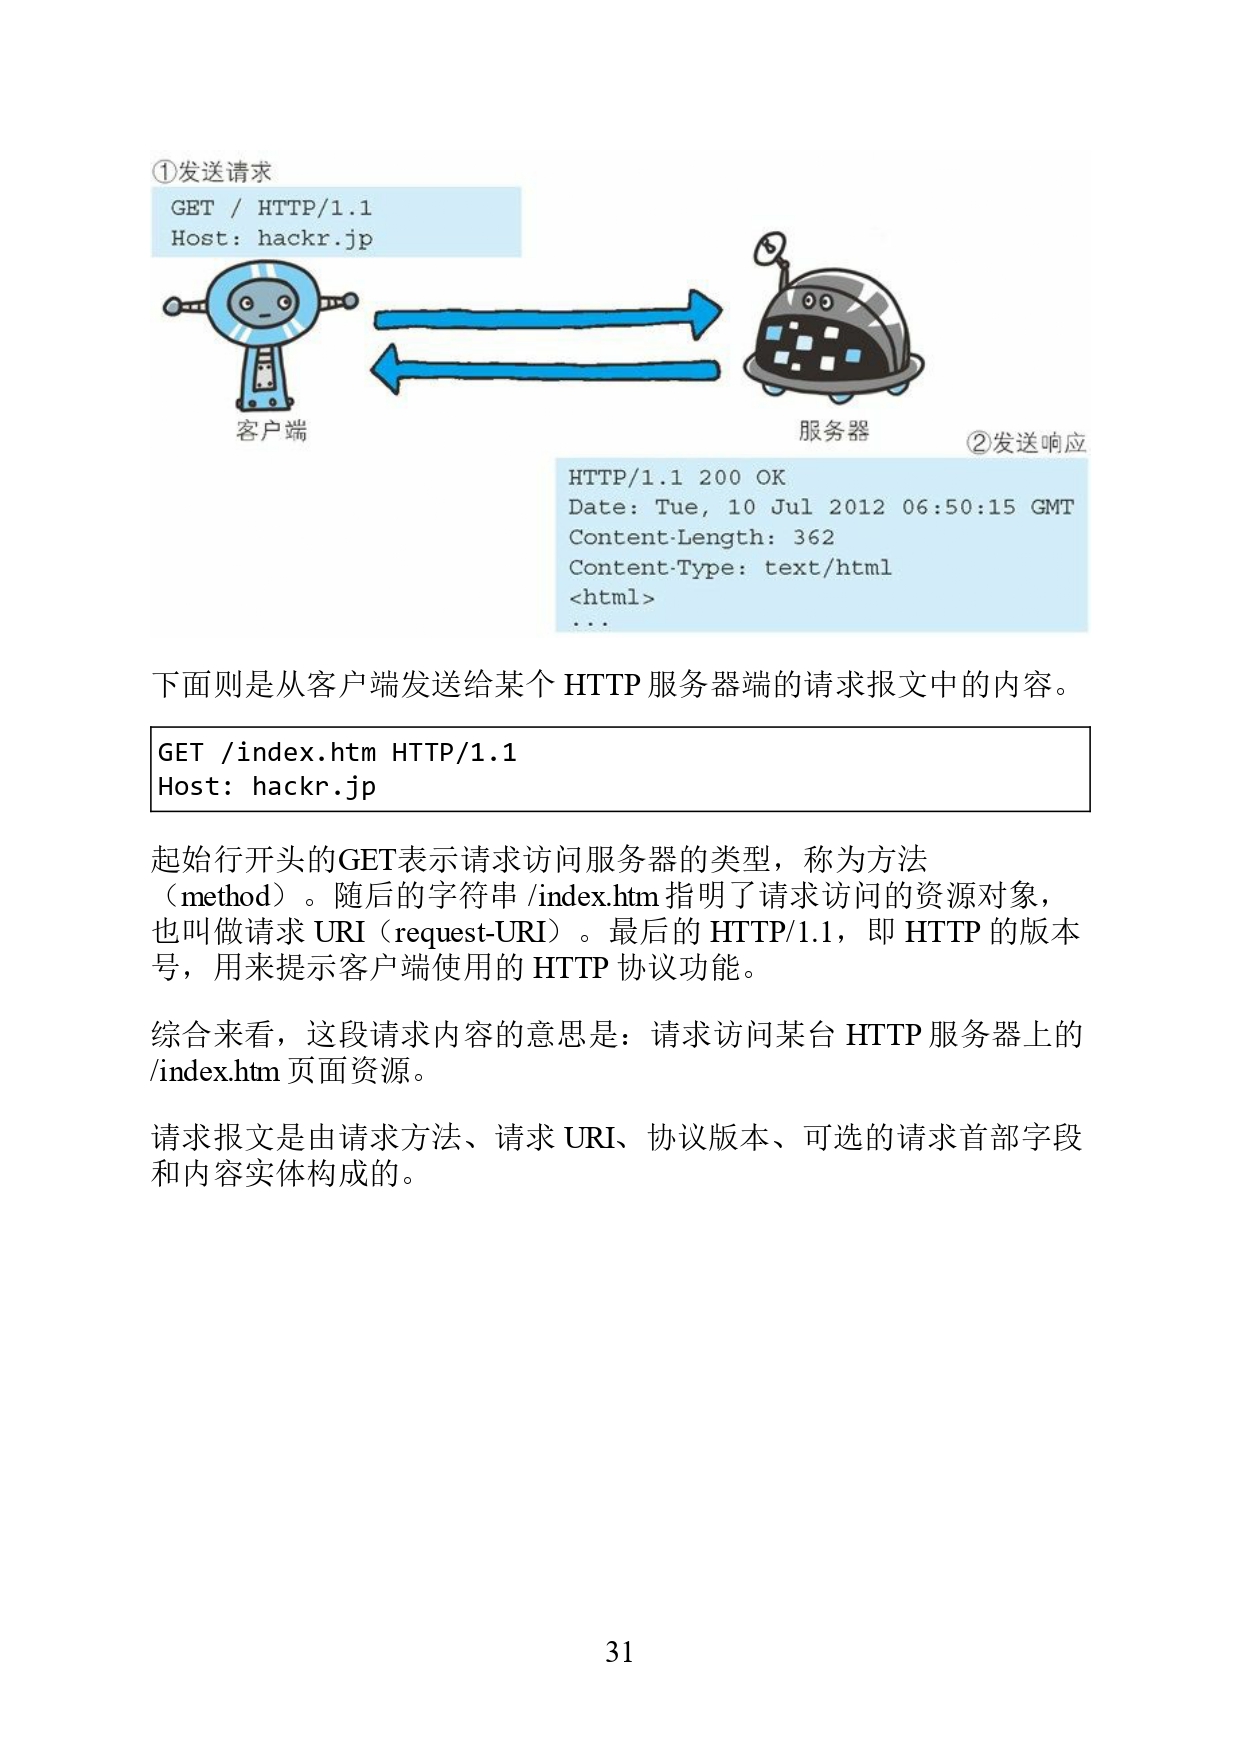 ①发送请求
GET / HTTP/1.1
Host: hackr.jp
客户端
服务器
②发送响应
HTTP/1.1 200 OK
Date: Tue, 10 Jul 2012 06:50:15 GMT
Content-Length: 362
Content-Type: text/html
<html>
...
下面则是从客户端发送给某个 HTTP 服务器端的请求报文中的内容。
GET /index.htm HTTP/1.1
Host: hackr.jp
起始行开头的GET表示请求访问服务器的类型，称为方法
（method）。随后的字符串 /index.htm 指明了请求访问的资源对象，
也叫做请求 URI（request-URI）。最后的 HTTP/1.1，即 HTTP 的版本
号，用来提示客户端使用的 HTTP 协议功能。
综合来看，这段请求内容的意思是：请求访问某台 HTTP 服务器上的
/index.htm 页面资源。
请求报文是由请求方法、请求 URI、协议版本、可选的请求首部字段
和内容实体构成的。
31